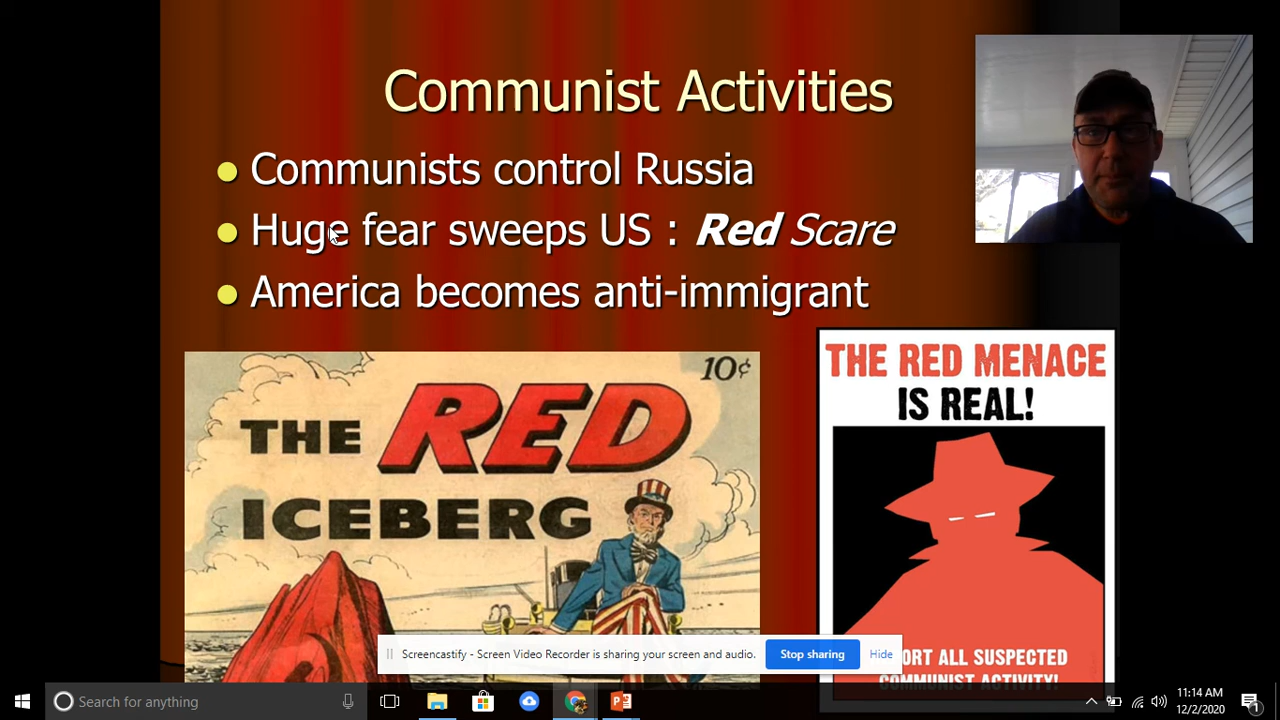 Communist Activities
Communists control Russia
Huge fear sweeps US : Red Scare
America becomes anti-immigrant
10¢
THE RED
ICEBERG
THE RED MENACE
IS REAL!
ALL SUSPECTED
COMMUNIST ACTIVITY!
Screencastify - Screen Video Recorder is sharing your screen and audio.
Stop sharing
Hide
Search for anything
11:14 AM
12/2/2020
1